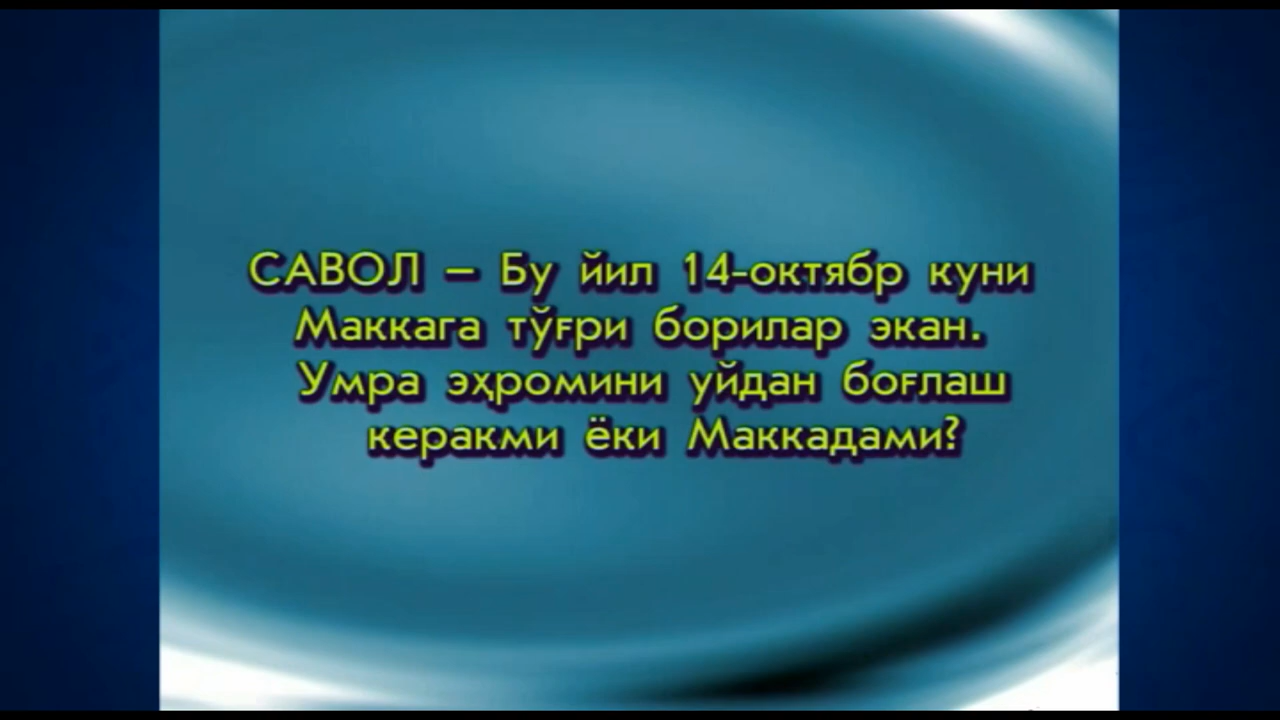 САВОЛ – Бу йил 14-октябр куни
Маккага тўғри борилар экан.
Умра эҳромини уйдан боғлаш
керакми ёки Маккадами?